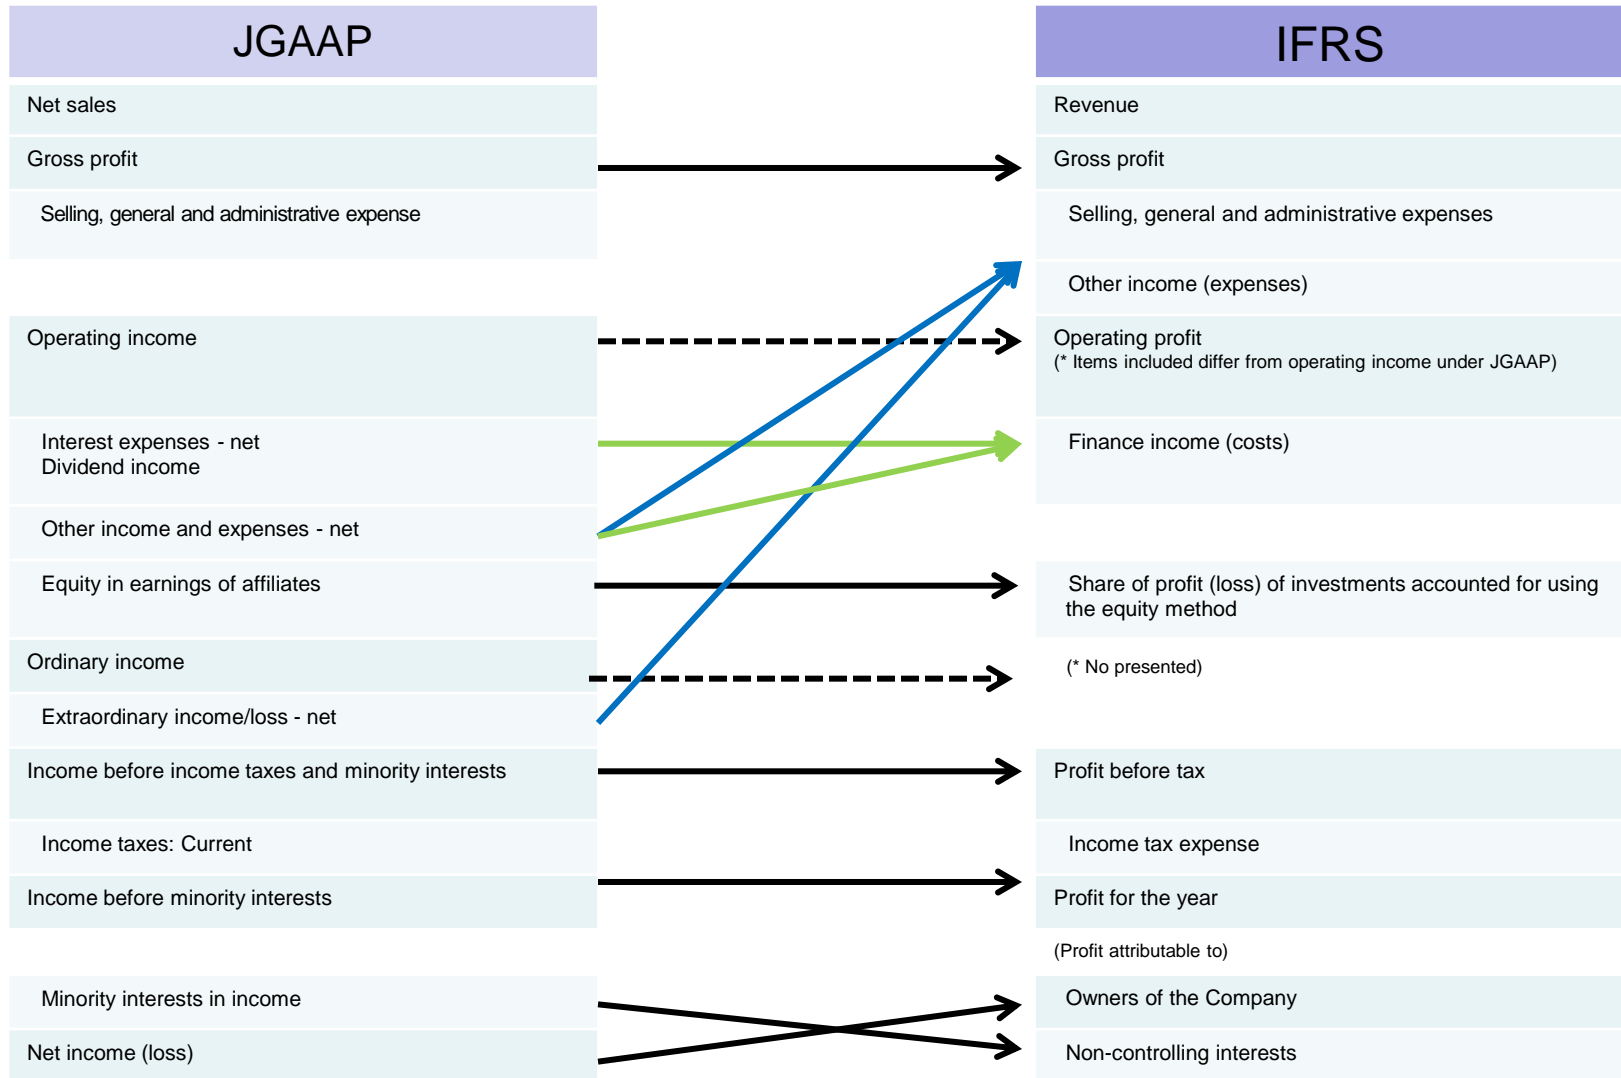 JGAAP
Net sales
Gross profit
Selling, general and administrative expense
Operating income
Interest expenses - net
Dividend income
Other income and expenses - net
Equity in earnings of affiliates
Ordinary income
Extraordinary income/loss - net
Income before income taxes and minority interests
Income taxes: Current
Income before minority interests
Minority interests in income
Net income (loss)
IFRS
Revenue
Gross profit
Selling, general and administrative expenses
Other income (expenses)
Operating profit
(* Items included differ from operating income under JGAAP)
Finance income (costs)
Share of profit (loss) of investments accounted for using
the equity method
(* No presented)
Profit before tax
Income tax expense
Profit for the year
(Profit attributable to)
Owners of the Company
Non-controlling interests